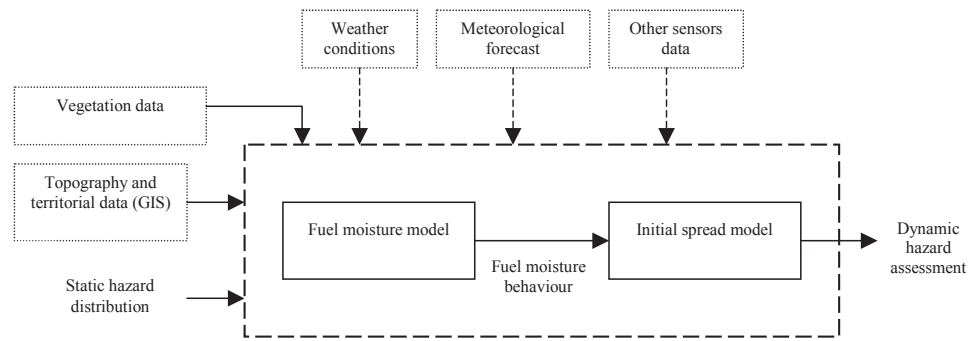 Weather
conditions
Meteorological
forecast
Other sensors
data
Vegetation data
Topography and
territorial data (GIS)
Fuel moisture model
Initial spread model
Fuel moisture
behaviour
Dynamic
hazard
assessment
Static hazard
distribution